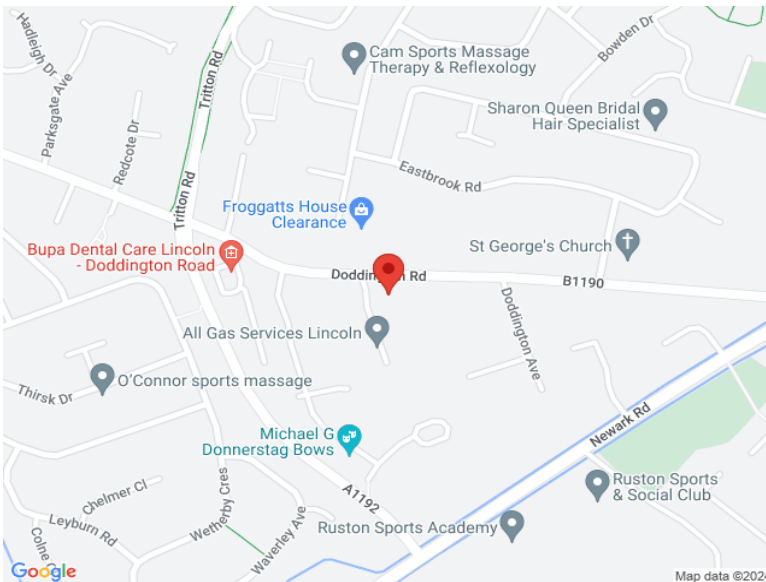 Hadleigh Dr
Parksgate Ave
Redcote Dr
Tritton Rd
Cam Sports Massage
Therapy & Reflexology
Bowden Dr
Sharon Queen Bridal
Hair Specialist
Tritton Rd
Eastbrook Rd
Froggatts House
Clearance
Bupa Dental Care Lincoln
- Doddington Road
St George's Church
Doddington Rd
B1190
All Gas Services Lincoln
Doddington Ave
O'Connor sports massage
Thirsk Dr
Michael G
Donnerstag Bows
Newark Rd
Chelmer Cl
Leyburn Rd
Wetherby Cres
A1192
Ruston Sports
& Social Club
Ruston Sports Academy
Waverley Ave
Colne
Google
Map data ©2024